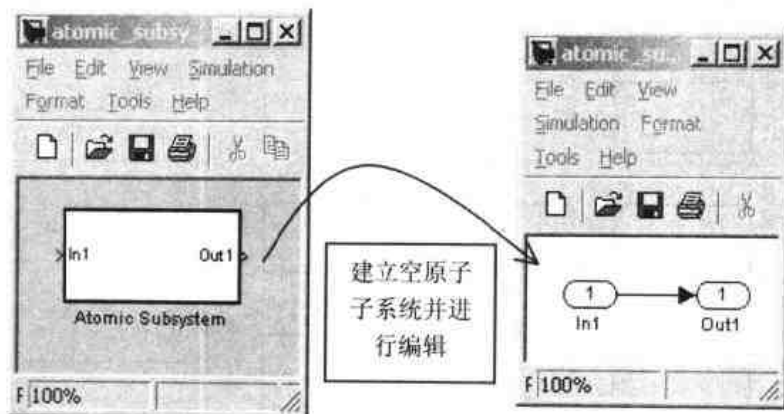 atomic_subsy
File Edit View Simulation
Format Tools Help
In1 Out1
Atomic Subsystem
100%
建立空原子
子系统并进
行编辑
atomic_su..
File Edit View
Simulation Format
Tools Help
1 1
In1 Out1
100%